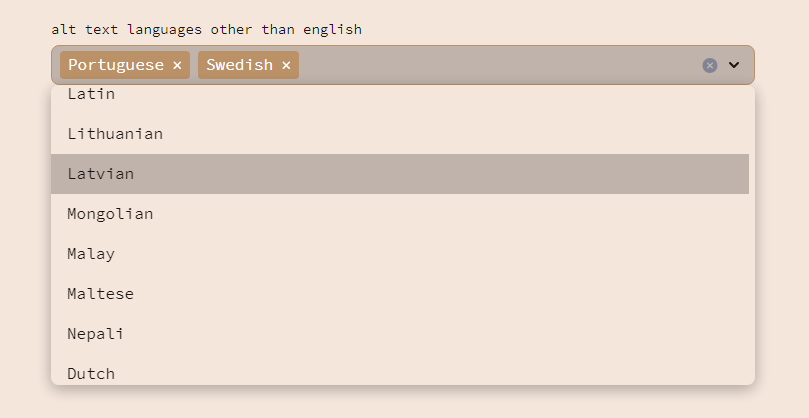 alt text languages other than english
Portuguese × Swedish ×
Latin
Lithuanian
Latvian
Mongolian
Malay
Maltese
Nepali
Dutch